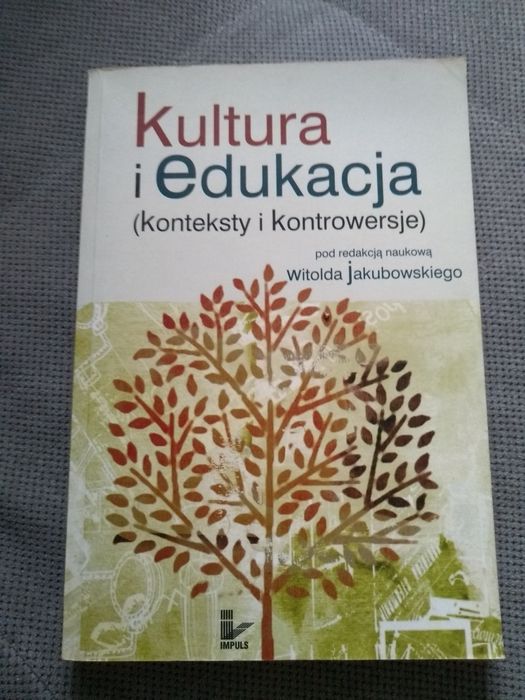 kultura
i edukacja
(konteksty i kontrowersje)
pod redakcją naukową
Witolda jakubowskiego
IMPULS